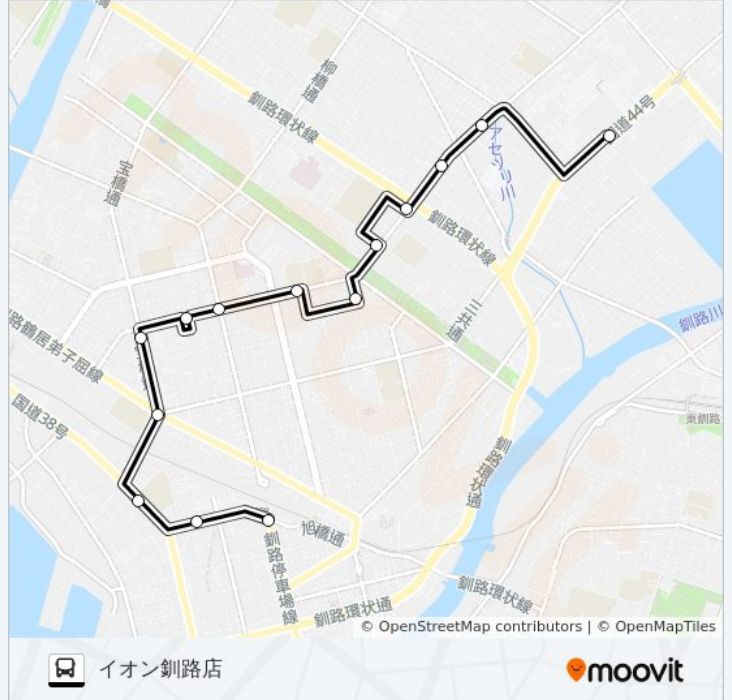 橋
柳橋通
釧路環状線
道44号
アセツリ川
宝橋通
釧路環状線
三共通
釧路川
路鶴居弟子屈線
国道38号
東釧路
釧路環状通
旭橋通
釧路停車場線
釧路環状線
釧路環状通
© OpenStreetMap contributors | © OpenMapTiles
イオン釧路店
moovit